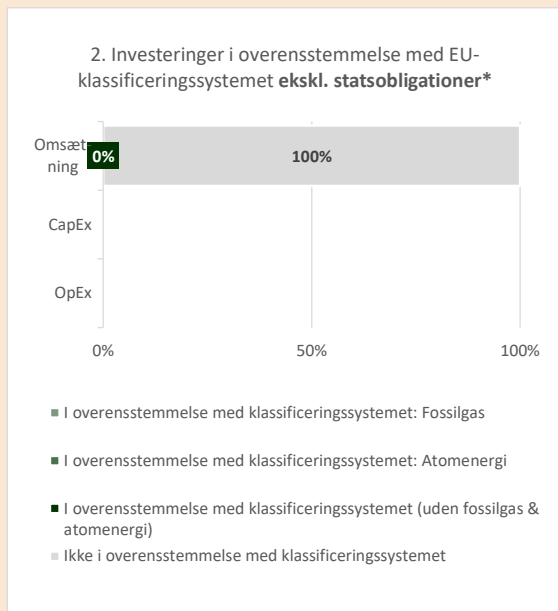 2. Investeringer i overensstemmelse med EU-
klassificeringssystemet ekskl. statsobligationer*
Omsæt-
ning
0%
100%
CapEx
OpEx
0%
50%
100%
I overensstemmelse med klassificeringssystemet: Fossilgas
I overensstemmelse med klassificeringssystemet: Atomenergi
I overensstemmelse med klassificeringssystemet (uden fossilgas &
atomenergi)
Ikke i overensstemmelse med klassificeringssystemet